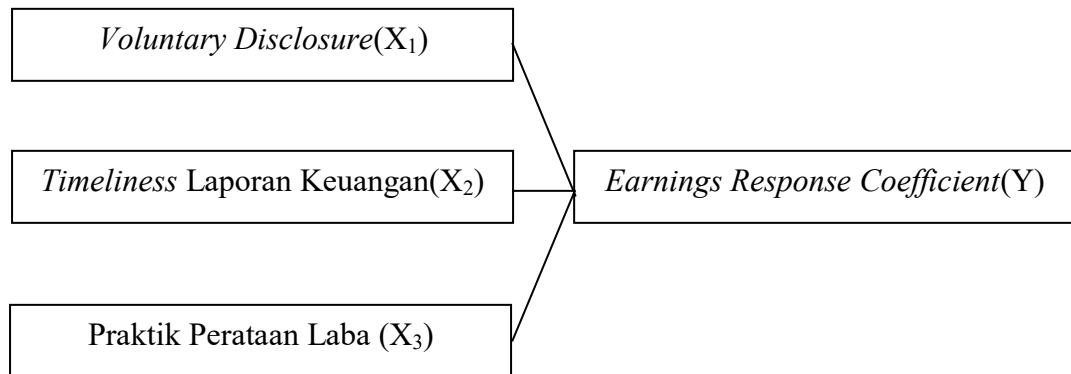 Voluntary Disclosure(X₁)
Timeliness Laporan Keuangan(X₂)
Earnings Response Coefficient(Y)
Praktik Perataan Laba (X₃)